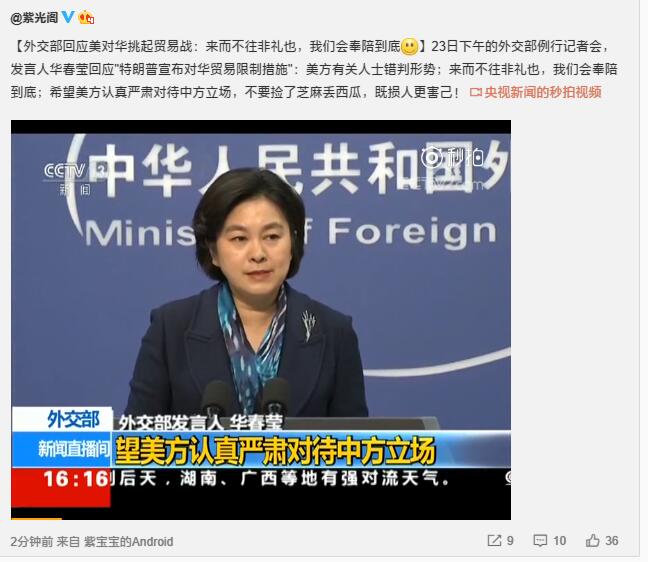 @紫光阁
【外交部回应美对华挑起贸易战：来而不往非礼也，我们会奉陪到底】23日下午的外交部例行记者会，
发言人华春莹回应"特朗普宣布对华贸易限制措施"：美方有关人士错判形势；来而不往非礼也，我们会奉陪
到底；希望美方认真严肃对待中方立场，不要捡了芝麻丢西瓜，既损人更害己！央视新闻的秒拍视频
CCTV 13
新闻
秒拍
中华人民共和国外
Minis of Foreign
外交部
外交部发言人 华春莹
新闻直播间
望美方认真严肃对待中方立场
16:16
后天，湖南、广西等地有强对流天气。
2分钟前 来自 紫宝宝的Android
9
10
36